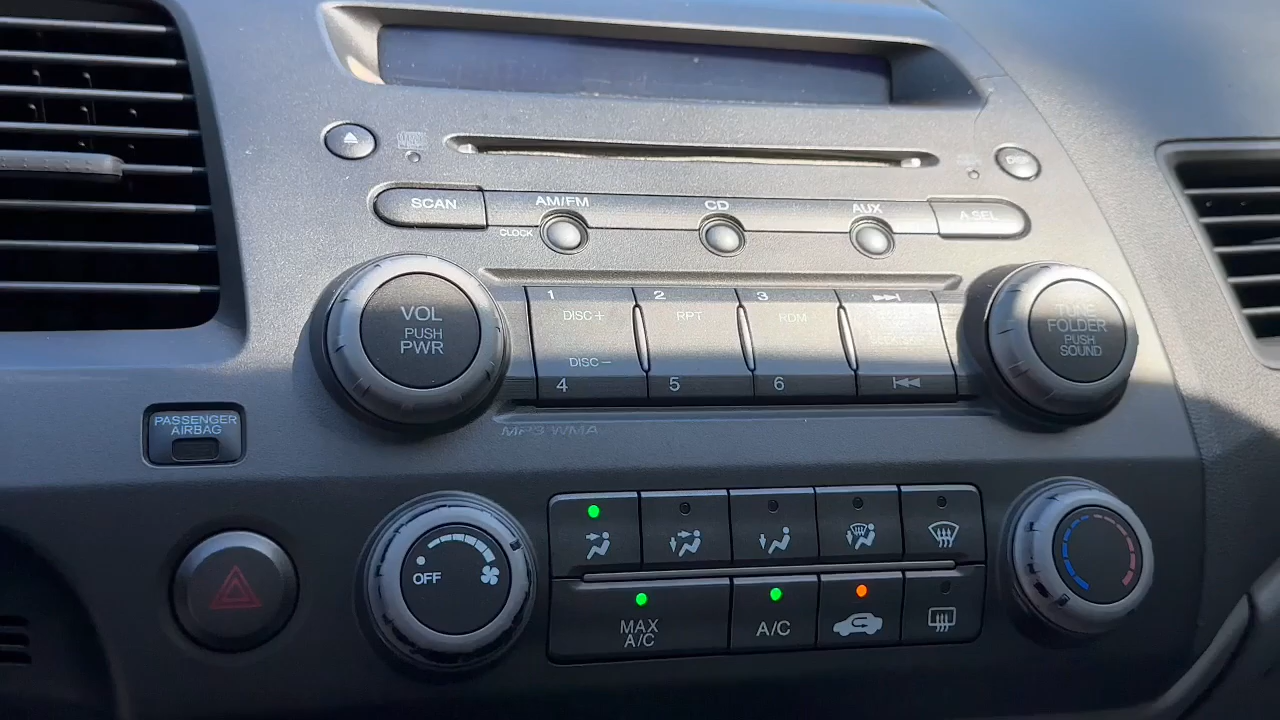 SCAN
AM/FM
CLOCK
CD
AUX
A.SEL
VOL
PUSH
PWR
1
2
3
DISC+
RPT
RDM
DISC−
4
5
6
TUNE
FOLDER
PUSH
SOUND
MP3 WMA
PASSENGER
AIRBAG
OFF
MAX
A/C
A/C